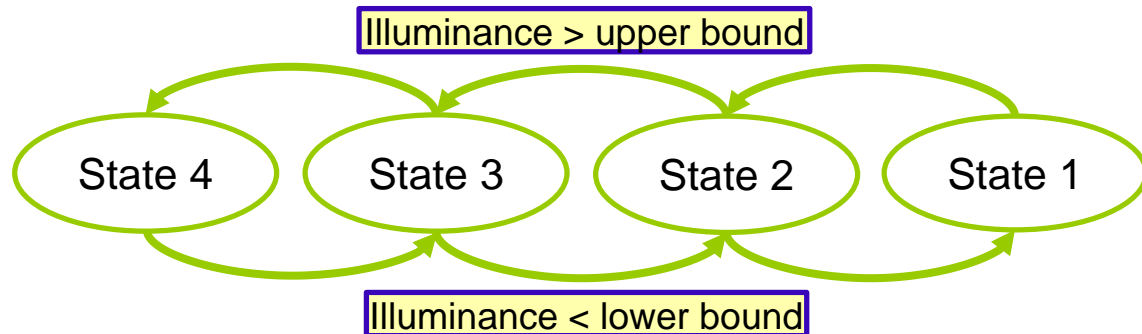 Illuminance > upper bound
State 4
State 3
State 2
State 1
Illuminance < lower bound